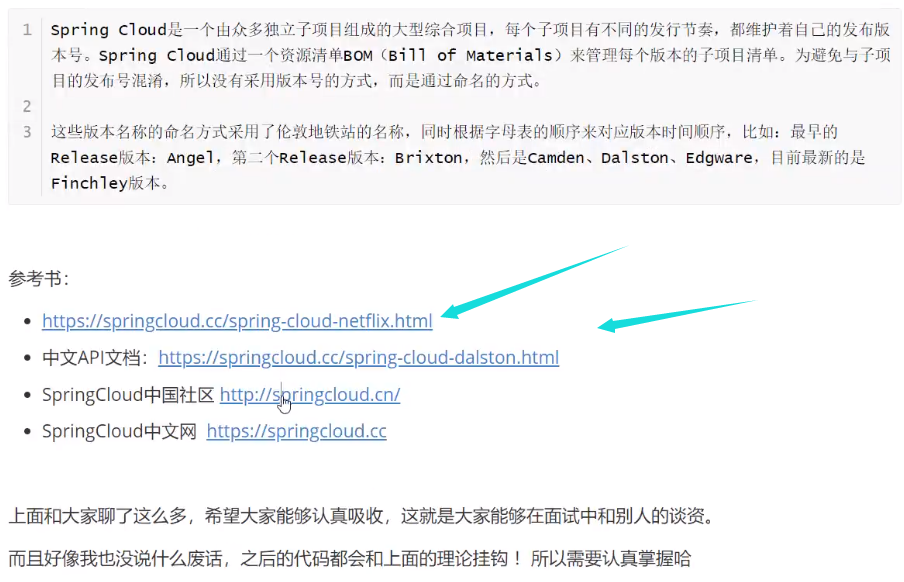 1 Spring Cloud是一个由众多独立子项目组成的大型综合项目，每个子项目有不同的发行节奏，都维护着自己的发布版
本号。Spring Cloud通过一个资源清单BOM（Bill of Materials）来管理每个版本的子项目清单。为避免与子项
目的发布号混淆，所以没有采用版本号的方式，而是通过命名的方式。
2
3 这些版本名称的命名方式采用了伦敦地铁站的名称，同时根据字母表的顺序来对应版本时间顺序，比如：最早的
Release版本：Angel，第二个Release版本：Brixton，然后是Camden、Dalston、Edgware，目前最新的是
Finchley版本。
参考书：
• https://springcloud.cc/spring-cloud-netflix.html
• 中文API文档：https://springcloud.cc/spring-cloud-dalston.html
• SpringCloud中国社区 http://springcloud.cn/
• SpringCloud中文网 https://springcloud.cc
上面和大家聊了这么多，希望大家能够认真吸收，这就是大家能够在面试中和别人的谈资。
而且好像我也没说什么废话，之后的代码都会和上面的理论挂钩！所以需要认真掌握哈